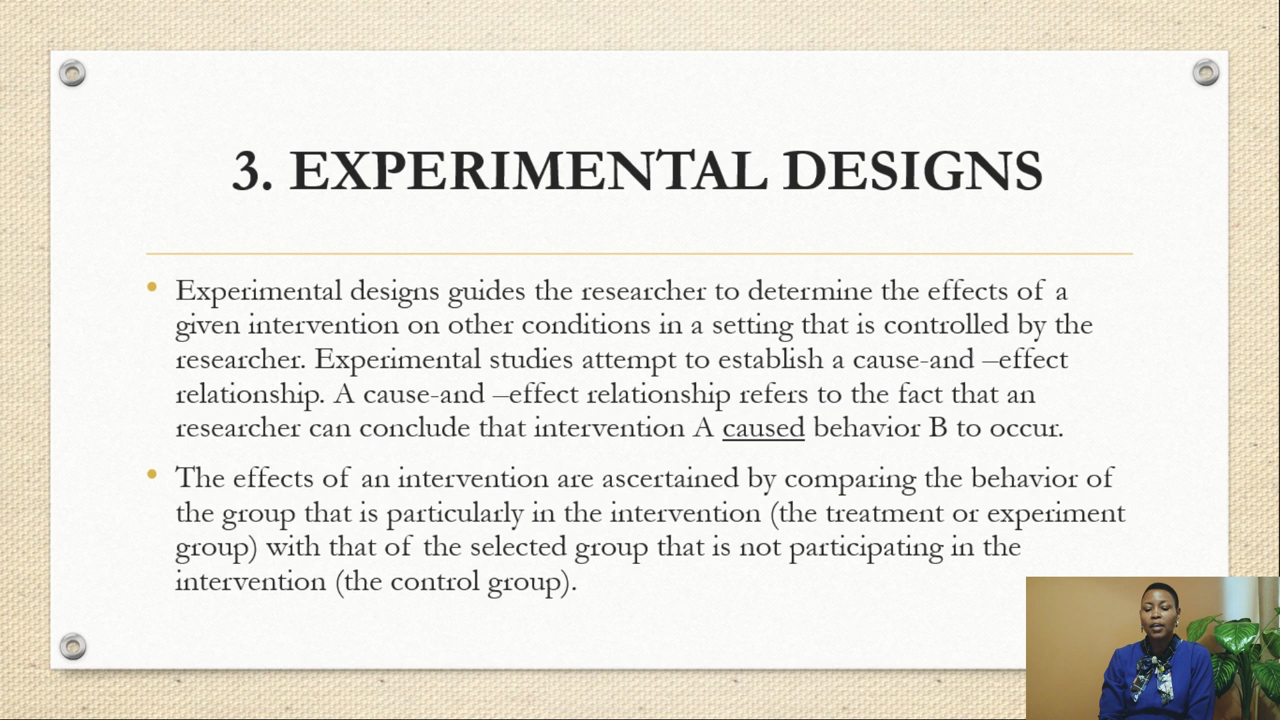 3. EXPERIMENTAL DESIGNS
• Experimental designs guides the researcher to determine the effects of a
given intervention on other conditions in a setting that is controlled by the
researcher. Experimental studies attempt to establish a cause-and –effect
relationship. A cause-and –effect relationship refers to the fact that an
researcher can conclude that intervention A caused behavior B to occur.
• The effects of an intervention are ascertained by comparing the behavior of
the group that is particularly in the intervention (the treatment or experiment
group) with that of the selected group that is not participating in the
intervention (the control group).